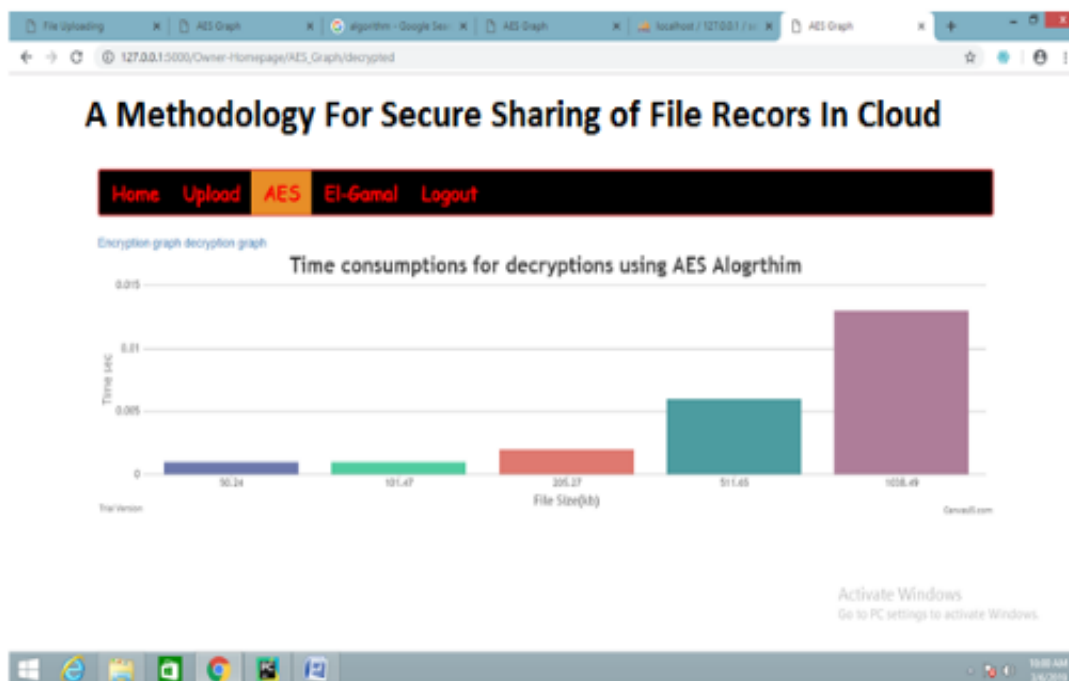 File Uploading
AES Graph
algorithm - Google Sea
AES Graph
localhost / 127.0.0.1 /
AES Graph
127.0.0.1:5000/Owner-Homepage/AES_Graph/decrypted
A Methodology For Secure Sharing of File Recors In Cloud
Home Upload AES El-Gamal Logout
Encryption graph decryption graph
Time consumptions for decryptions using AES Alogrthim
0.015
0.01
0.005
0
Time sec
50.24 101.47 205.27 511.65 1038.49
File Size(kb)
Trial Version
CanvasJS.com
Activate Windows
Go to PC settings to activate Windows.
10:00 AM